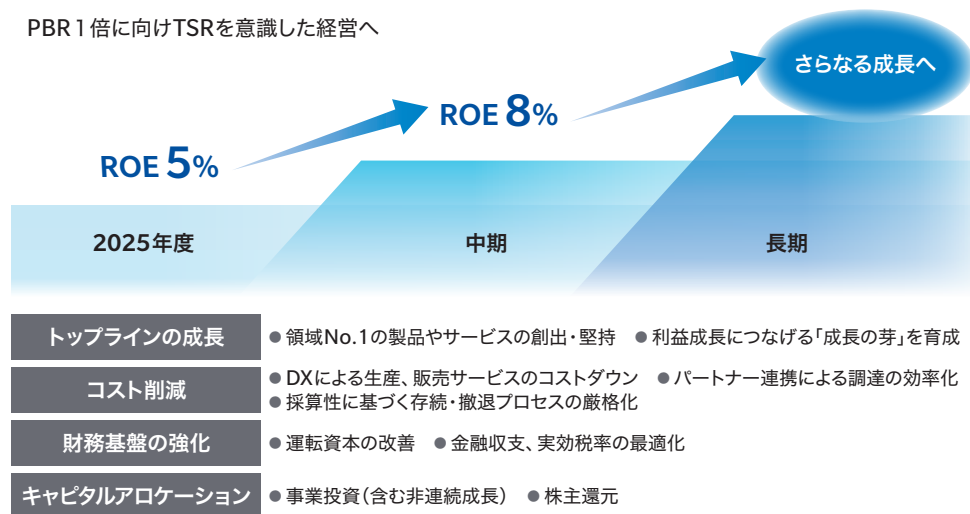 PBR1倍に向けTSRを意識した経営へ
さらなる成長へ
ROE 8%
ROE 5%
2025年度
中期
長期
トップラインの成長
●領域No.1の製品やサービスの創出・堅持 ●利益成長につなげる「成長の芽」を育成
コスト削減
●DXによる生産、販売サービスのコストダウン ●パートナー連携による調達の効率化
●採算性に基づく存続・撤退プロセスの厳格化
財務基盤の強化
●運転資本の改善 ●金融収支、実効税率の最適化
キャピタルアロケーション
●事業投資（含む非連続成長） ●株主還元